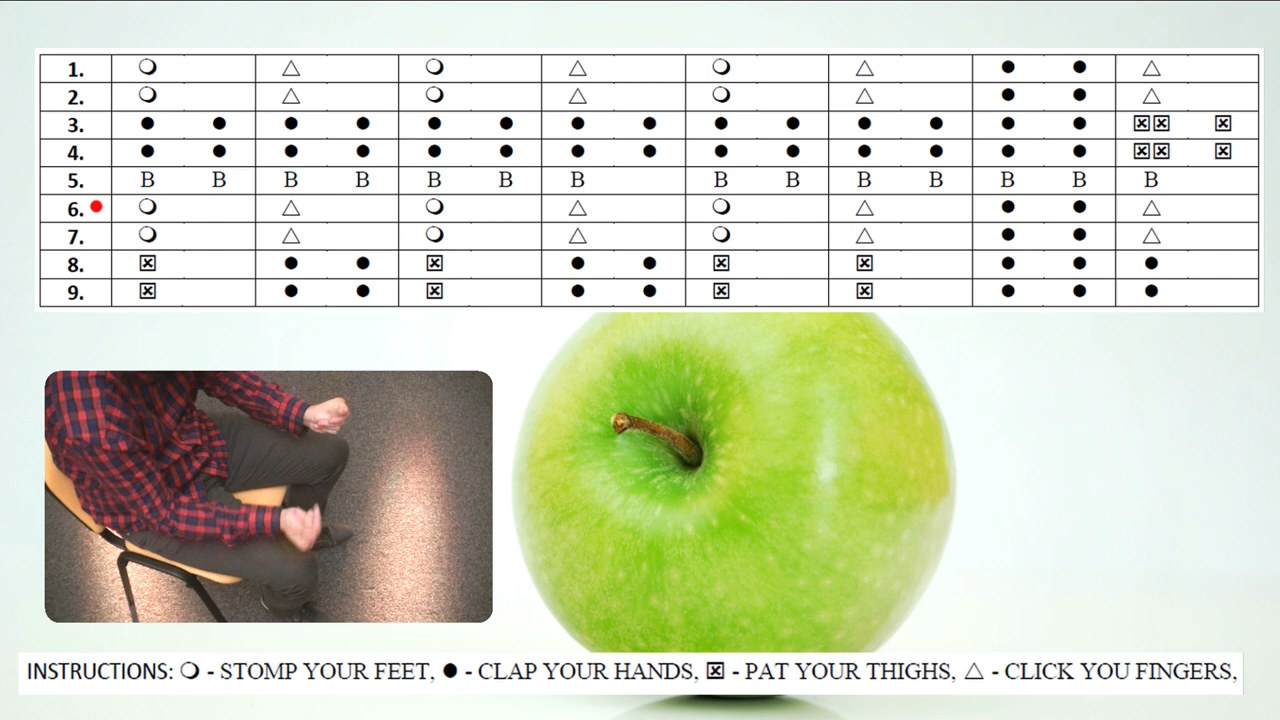 1. ❍ △ ❍ △ ❍ △ ● ● △
2. ❍ △ ❍ △ ❍ △ ● ● △
3. ● ● ● ● ● ● ● ● ● ● ● ● ● ● ☒☒ ☒
4. ● ● ● ● ● ● ● ● ● ● ● ● ● ● ☒☒ ☒
5. B B B B B B B B B B B B B B
6. ❍ △ ❍ △ ❍ △ ● ● △
7. ❍ △ ❍ △ ❍ △ ● ● △
8. ☒ ● ● ☒ ● ● ☒ ☒ ● ● ●
9. ☒ ● ● ☒ ● ● ☒ ☒ ● ● ●
INSTRUCTIONS: ❍ - STOMP YOUR FEET, ● - CLAP YOUR HANDS, ☒ - PAT YOUR THIGHS, △ - CLICK YOU FINGERS,